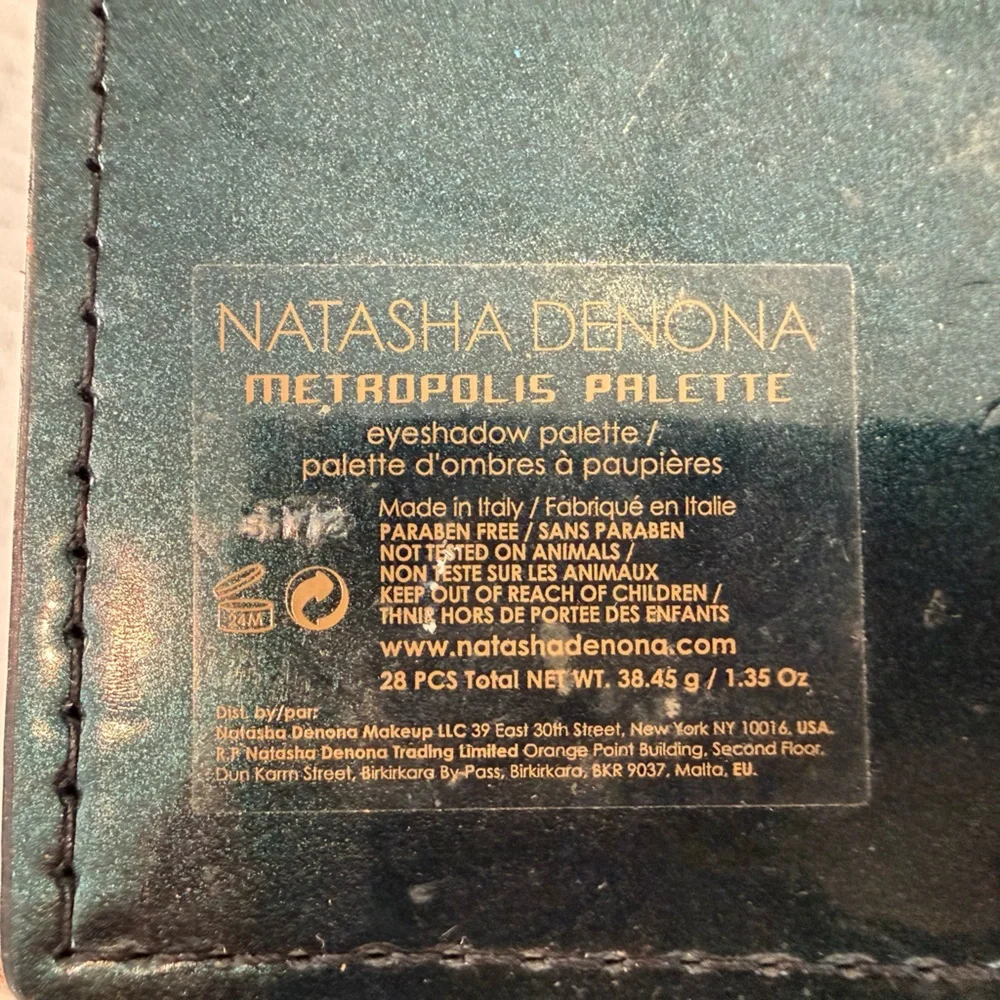 NATASHA DENONA
METROPOLIS PALETTE
eyeshadow palette /
palette d'ombres à paupières
Made in Italy / Fabriqué en Italie
PARABEN FREE / SANS PARABEN
NOT TESTED ON ANIMALS /
NON TESTE SUR LES ANIMAUX
KEEP OUT OF REACH OF CHILDREN /
THNIR HORS DE PORTEE DES ENFANTS
24M
www.natashadenona.com
28 PCS Total NET WT. 38.45 g / 1.35 Oz
Dist. by/par:
Natasha Denona Makeup LLC 39 East 30th Street, New York NY 10016, USA.
R.P Natasha Denona Trading Limited Orange Point Building, Second Floor,
Dun Karm Street, Birkirkara By-Pass, Birkirkara, BKR 9037, Malta, EU.